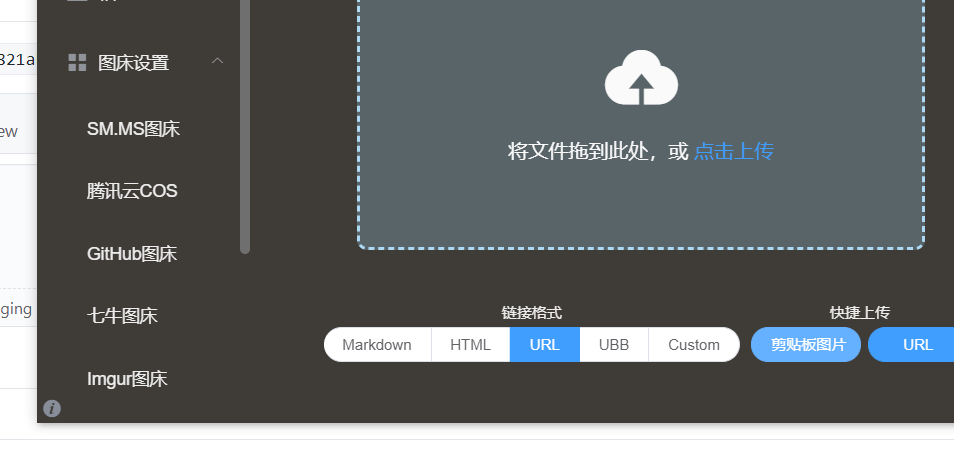 图床设置
SM.MS图床
腾讯云COS
GitHub图床
七牛图床
Imgur图床
将文件拖到此处，或 点击上传
链接格式
Markdown HTML URL UBB Custom
快捷上传
剪贴板图片 URL